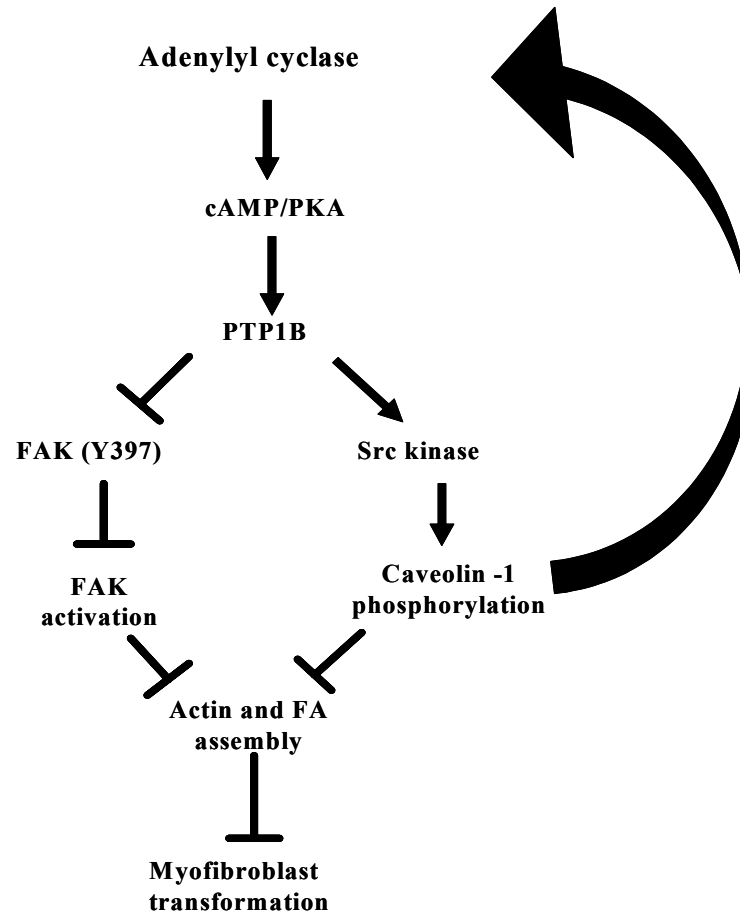 Adenylyl cyclase
cAMP/PKA
PTP1B
FAK (Y397)
Src kinase
FAK
activation
Caveolin -1
phosphorylation
Actin and FA
assembly
Myofibroblast
transformation